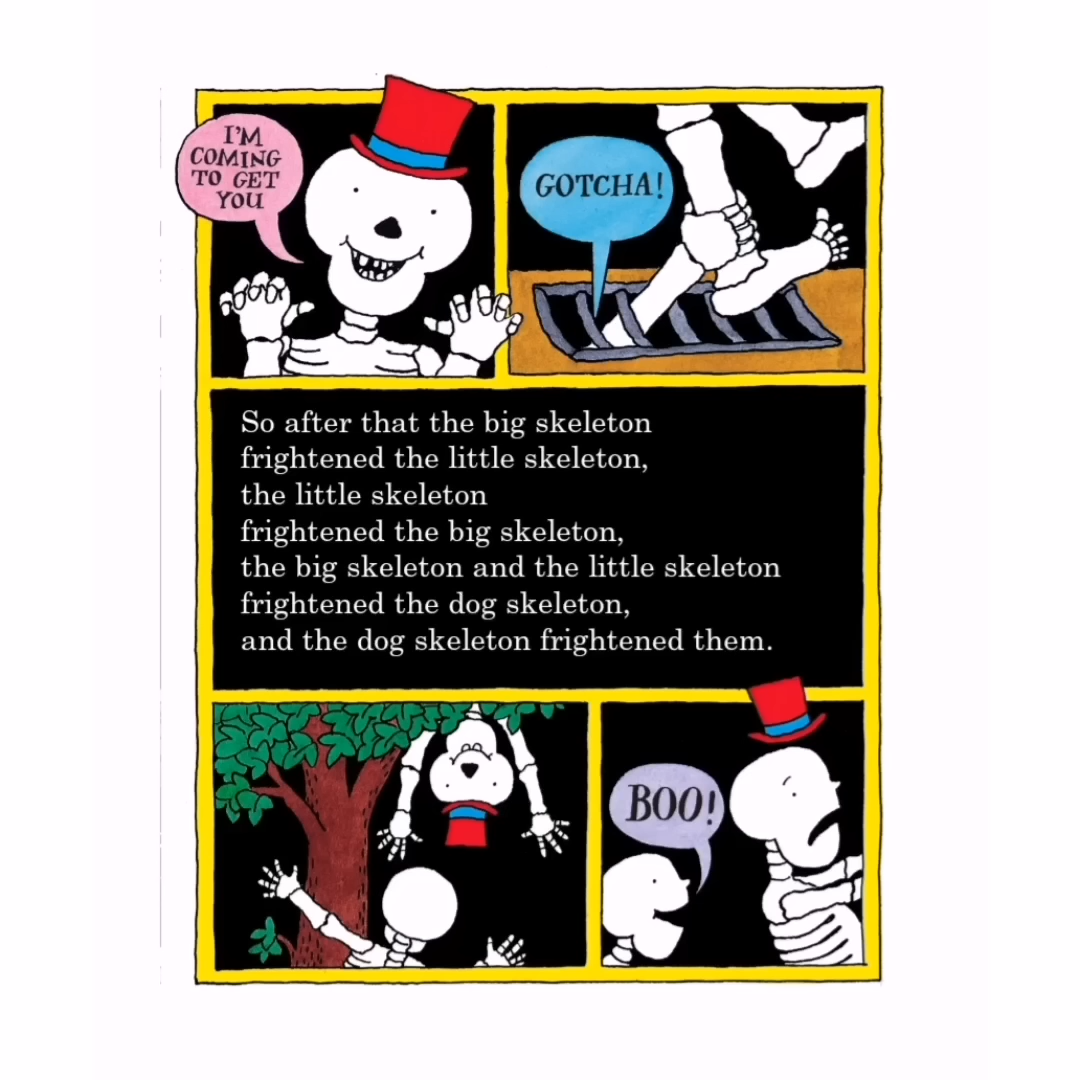 I'M
COMING
TO GET
YOU
GOTCHA!
So after that the big skeleton
frightened the little skeleton,
the little skeleton
frightened the big skeleton,
the big skeleton and the little skeleton
frightened the dog skeleton,
and the dog skeleton frightened them.
BOO!